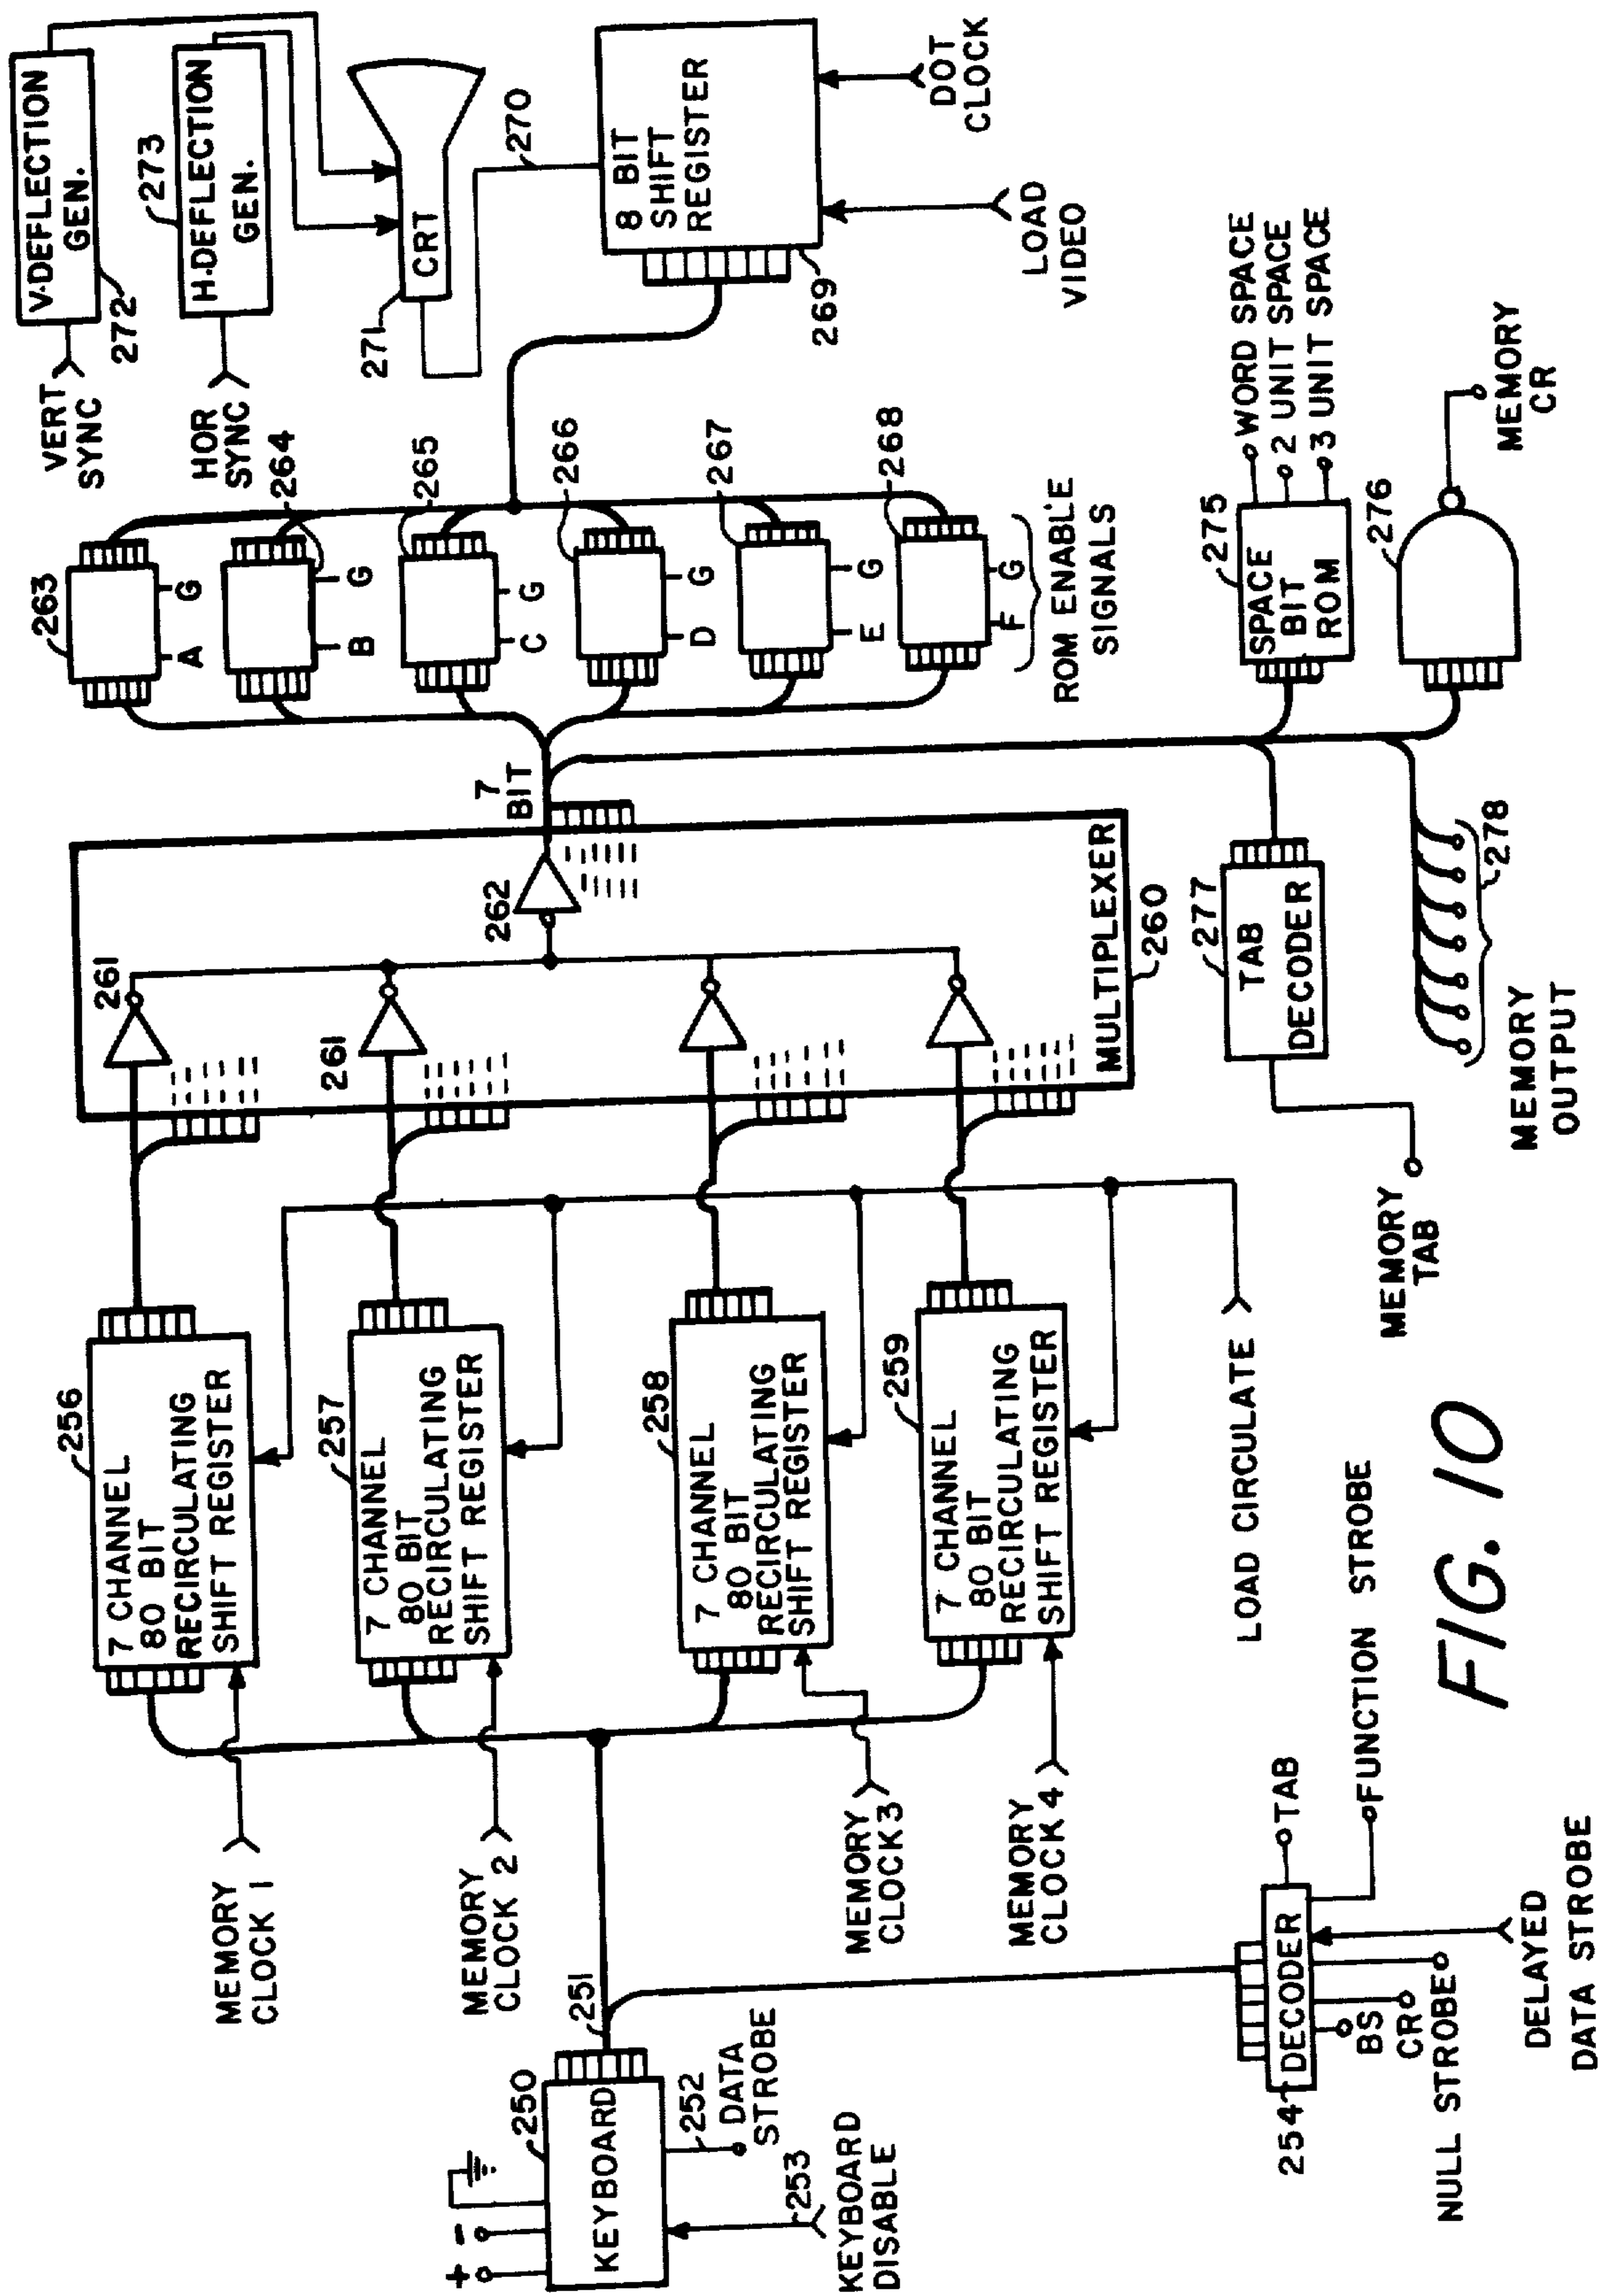 VERT
SYNC
V-DEFLECTION
GEN.
272
HOR
SYNC
H-DEFLECTION
GEN.
273
271
CRT
270
8 BIT
SHIFT
REGISTER
269
LOAD
VIDEO
DOT
CLOCK
263
A G
264
B G
265
C G
266
D G
267
E G
268
F G
ROM ENABLE
SIGNALS
7
BIT
261
261
262
MULTIPLEXER
260
256
7 CHANNEL
80 BIT
RECIRCULATING
SHIFT REGISTER
257
7 CHANNEL
80 BIT
RECIRCULATING
SHIFT REGISTER
258
7 CHANNEL
80 BIT
RECIRCULATING
SHIFT REGISTER
259
7 CHANNEL
80 BIT
RECIRCULATING
SHIFT REGISTER
MEMORY
CLOCK 1
MEMORY
CLOCK 2
MEMORY
CLOCK 3
MEMORY
CLOCK 4
LOAD CIRCULATE
+ -
250
KEYBOARD
251
252
DATA
STROBE
253
KEYBOARD
DISABLE
254
DECODER
TAB
FUNCTION STROBE
BS
CR
NULL STROBE
DELAYED
DATA STROBE
275
SPACE
BIT
ROM
WORD SPACE
2 UNIT SPACE
3 UNIT SPACE
276
MEMORY
CR
277
TAB
DECODER
MEMORY
TAB
278
MEMORY
OUTPUT
FIG. 10